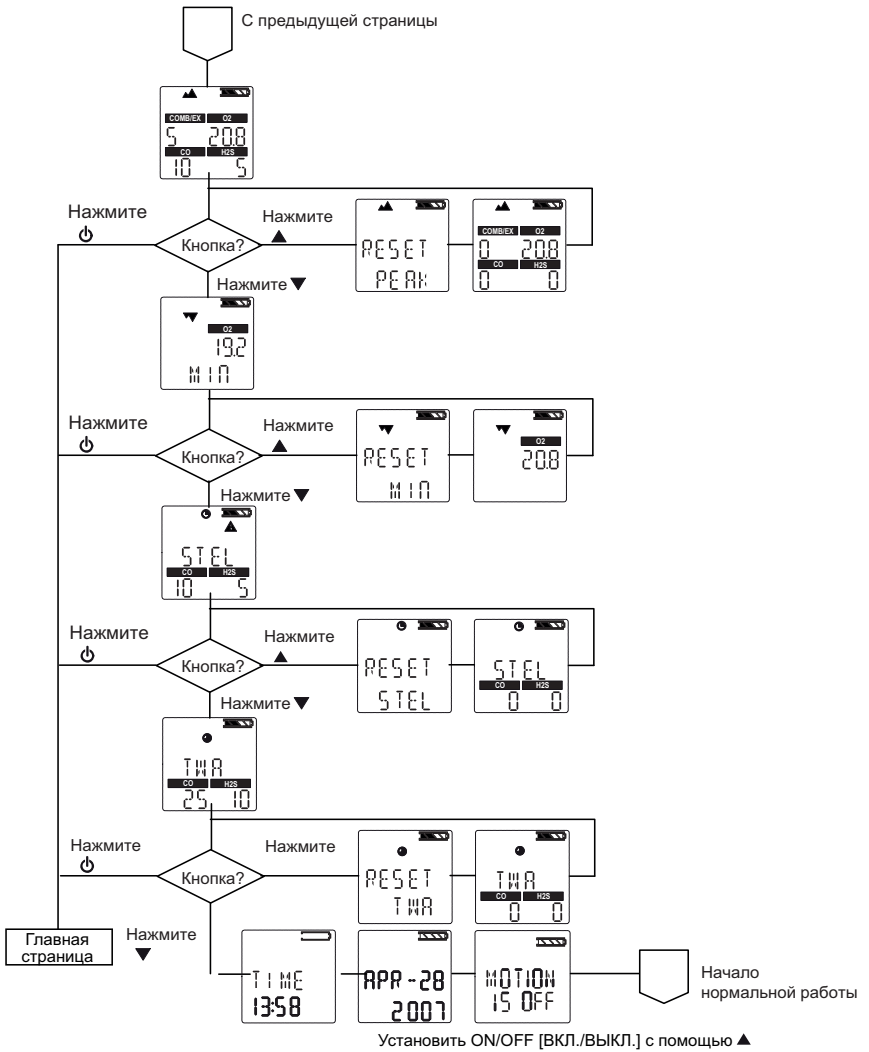 С предыдущей страницы
COMB/EX O2
5 20.8
CO H2S
10 5
Нажмите
Кнопка?
Нажмите
▲
RESET
PEAK
COMB/EX O2
0 20.8
CO H2S
0 0
Нажмите ▼
O2
19.2
MIN
Нажмите
Кнопка?
Нажмите
▲
RESET
MIN
O2
20.8
Нажмите ▼
STEL
CO H2S
10 5
Нажмите
Кнопка?
Нажмите
▲
RESET
STEL
STEL
CO H2S
0 0
Нажмите ▼
TWA
CO H2S
25 10
Нажмите
Кнопка?
Нажмите
RESET
TWA
TWA
CO H2S
0 0
Главная
страница
Нажмите
▼
TIME
13:58
APR -28
2007
MOTION
IS OFF
Начало
нормальной работы
Установить ON/OFF [ВКЛ./ВЫКЛ.] с помощью ▲